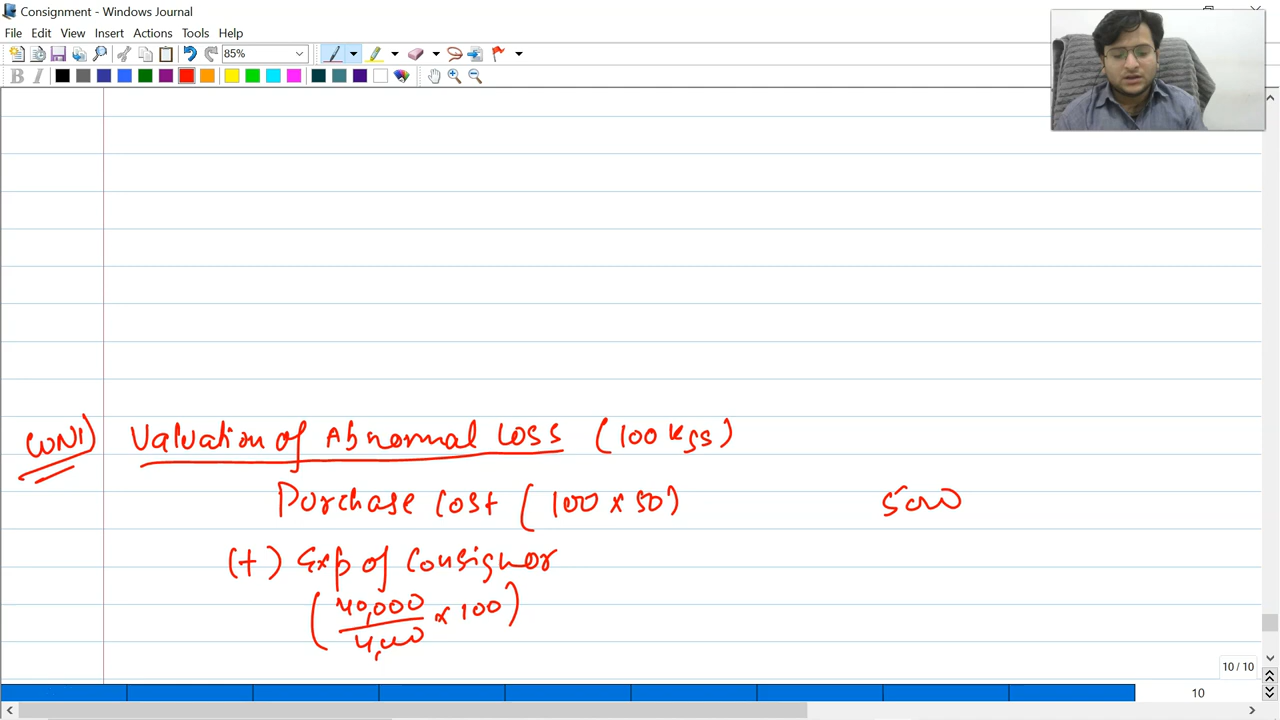 Consignment - Windows Journal
File Edit View Insert Actions Tools Help
85%
B I
WN1) Valuation of Abnormal Loss (100 kgs)
Purchase Cost (100 x 50) 5000
(+) Exp of Consignor
(40,000 x 100)
4,000
10 / 10
10